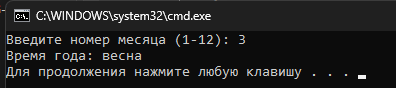 C:\WINDOWS\system32\cmd.exe
Введите номер месяца (1-12): 3
Время года: весна
Для продолжения нажмите любую клавишу . . .